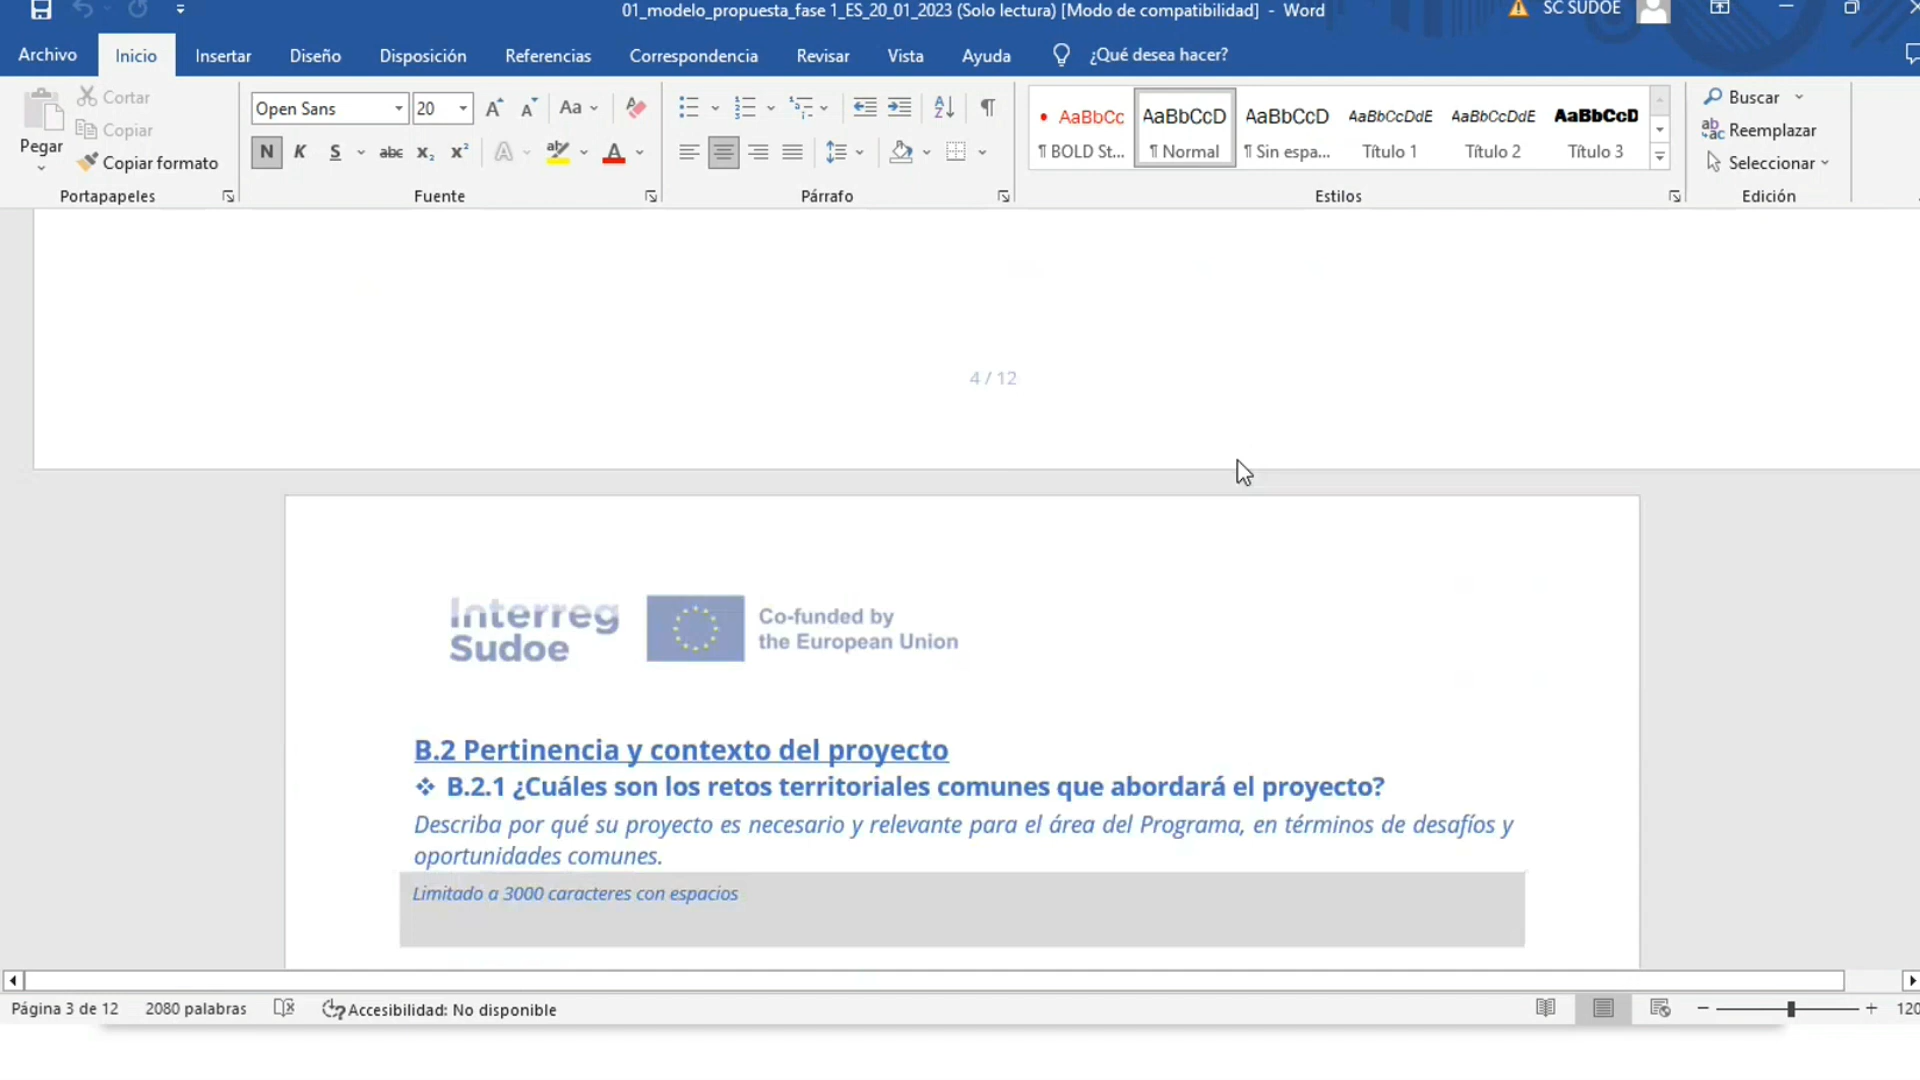 01_modelo_propuesta_fase 1_ES_20_01_2023 (Solo lectura) [Modo de compatibilidad] - Word
SC SUDOE
Archivo Inicio Insertar Diseño Disposición Referencias Correspondencia Revisar Vista Ayuda ¿Qué desea hacer?
Pegar
Cortar
Copiar
Copiar formato
Portapapeles
Open Sans 20
Aa
N K S abc x₂ x²
A
Fuente
Párrafo
AaBbCc AaBbCcD AaBbCcD AaBbCcDdE AaBbCcDdE AaBbCcD
¶ BOLD St... ¶ Normal ¶ Sin espa... Título 1 Título 2 Título 3
Estilos
Buscar
Reemplazar
Seleccionar
Edición
4 / 12
Interreg
Sudoe
Co-funded by
the European Union
B.2 Pertinencia y contexto del proyecto
❖ B.2.1 ¿Cuáles son los retos territoriales comunes que abordará el proyecto?
Describa por qué su proyecto es necesario y relevante para el área del Programa, en términos de desafíos y
oportunidades comunes.
Limitado a 3000 caracteres con espacios
Página 3 de 12 2080 palabras Accesibilidad: No disponible
120